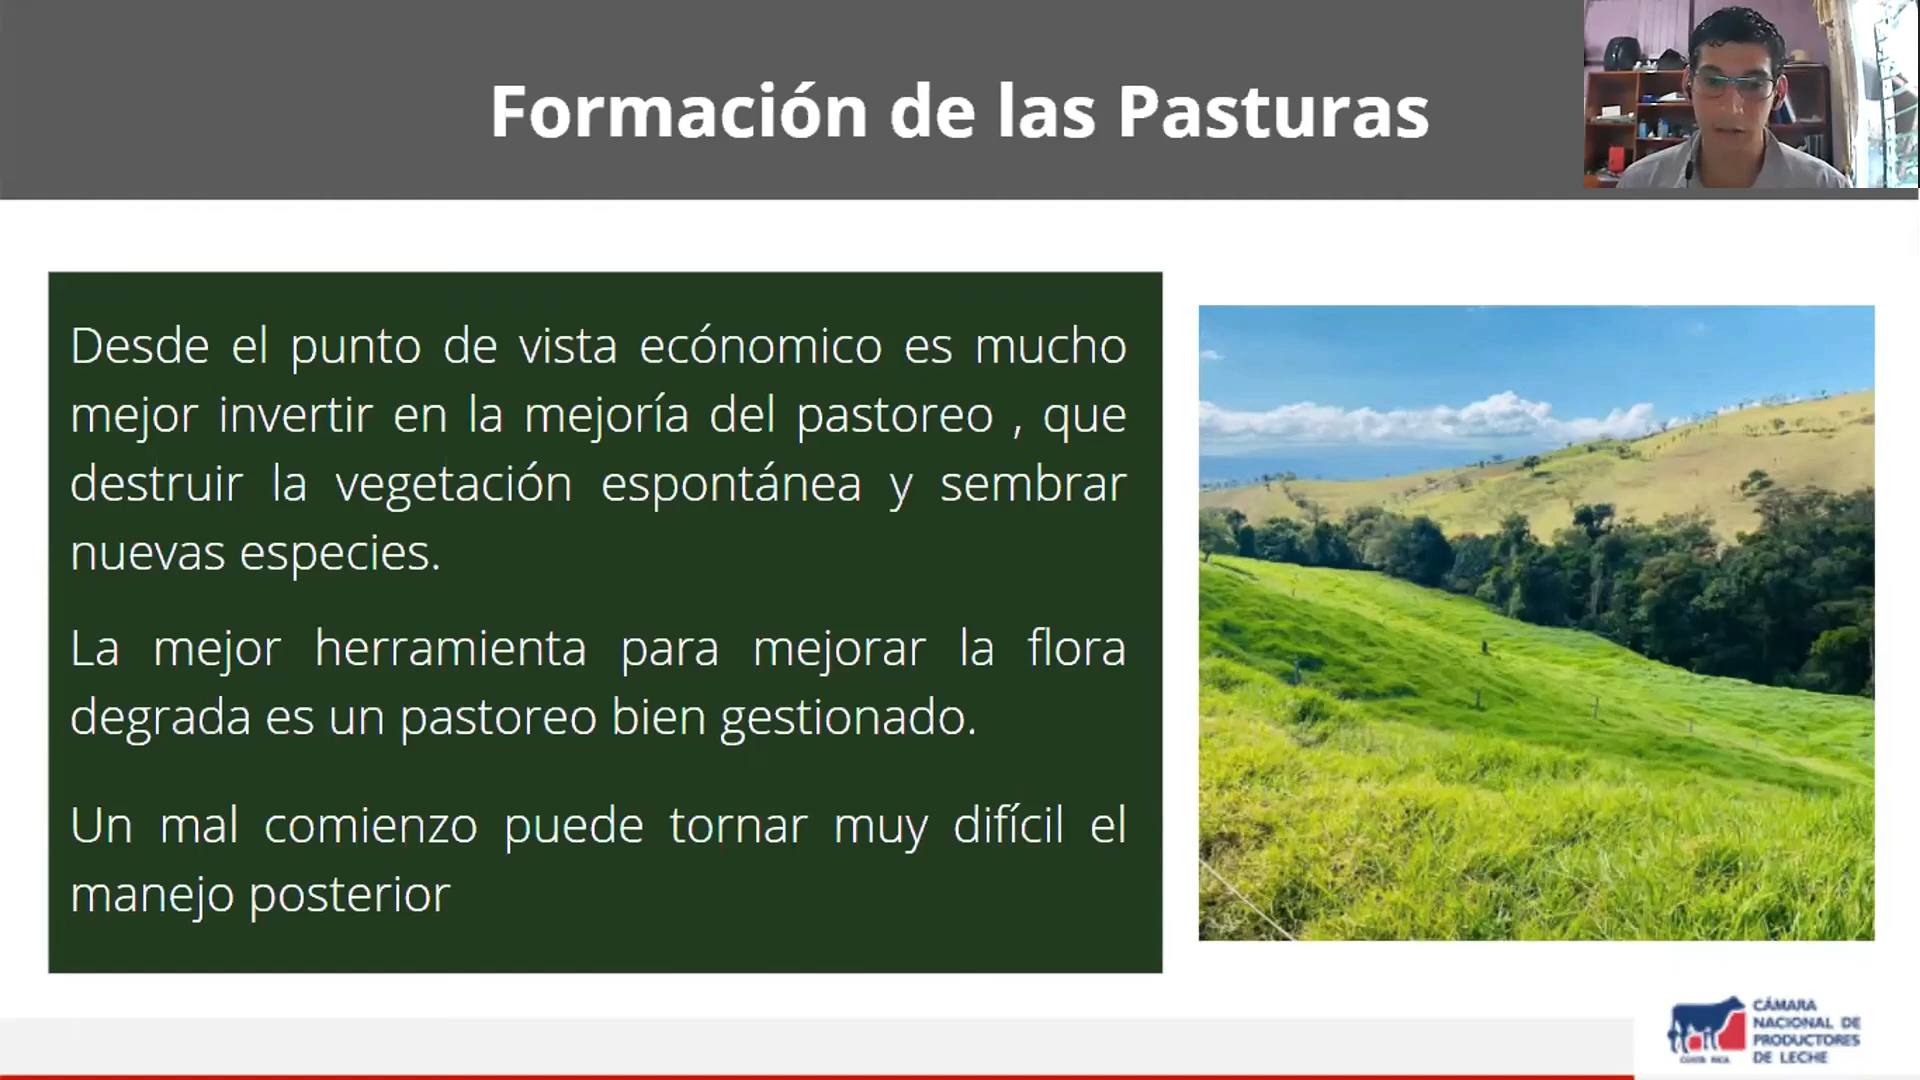 Formación de las Pasturas
Desde el punto de vista ecónomico es mucho
mejor invertir en la mejoría del pastoreo , que
destruir la vegetación espontánea y sembrar
nuevas especies.
La mejor herramienta para mejorar la flora
degrada es un pastoreo bien gestionado.
Un mal comienzo puede tornar muy difícil el
manejo posterior
CÁMARA
NACIONAL DE
PRODUCTORES
DE LECHE
COSTA RICA